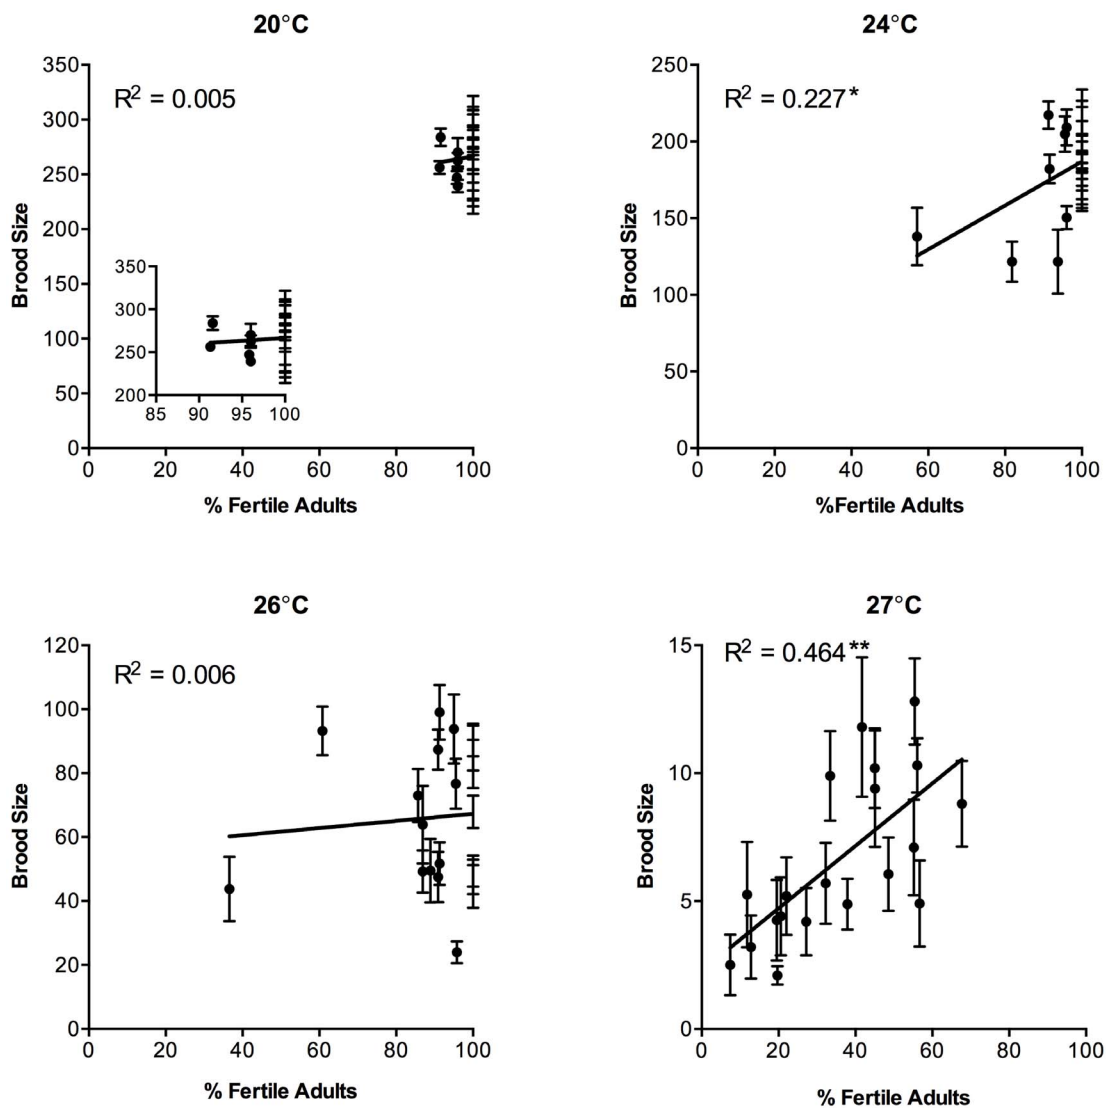 20°C
350
300
250
200
150
100
50
0
Brood Size
R² = 0.005
350
300
250
200
85 90 95 100
0 20 40 60 80 100
% Fertile Adults
24°C
250
200
150
100
50
0
Brood Size
R² = 0.227*
0 20 40 60 80 100
%Fertile Adults
26°C
120
100
80
60
40
20
0
Brood Size
R² = 0.006
0 20 40 60 80 100
% Fertile Adults
27°C
15
10
5
0
Brood Size
R² = 0.464**
0 20 40 60 80 100
% Fertile Adults